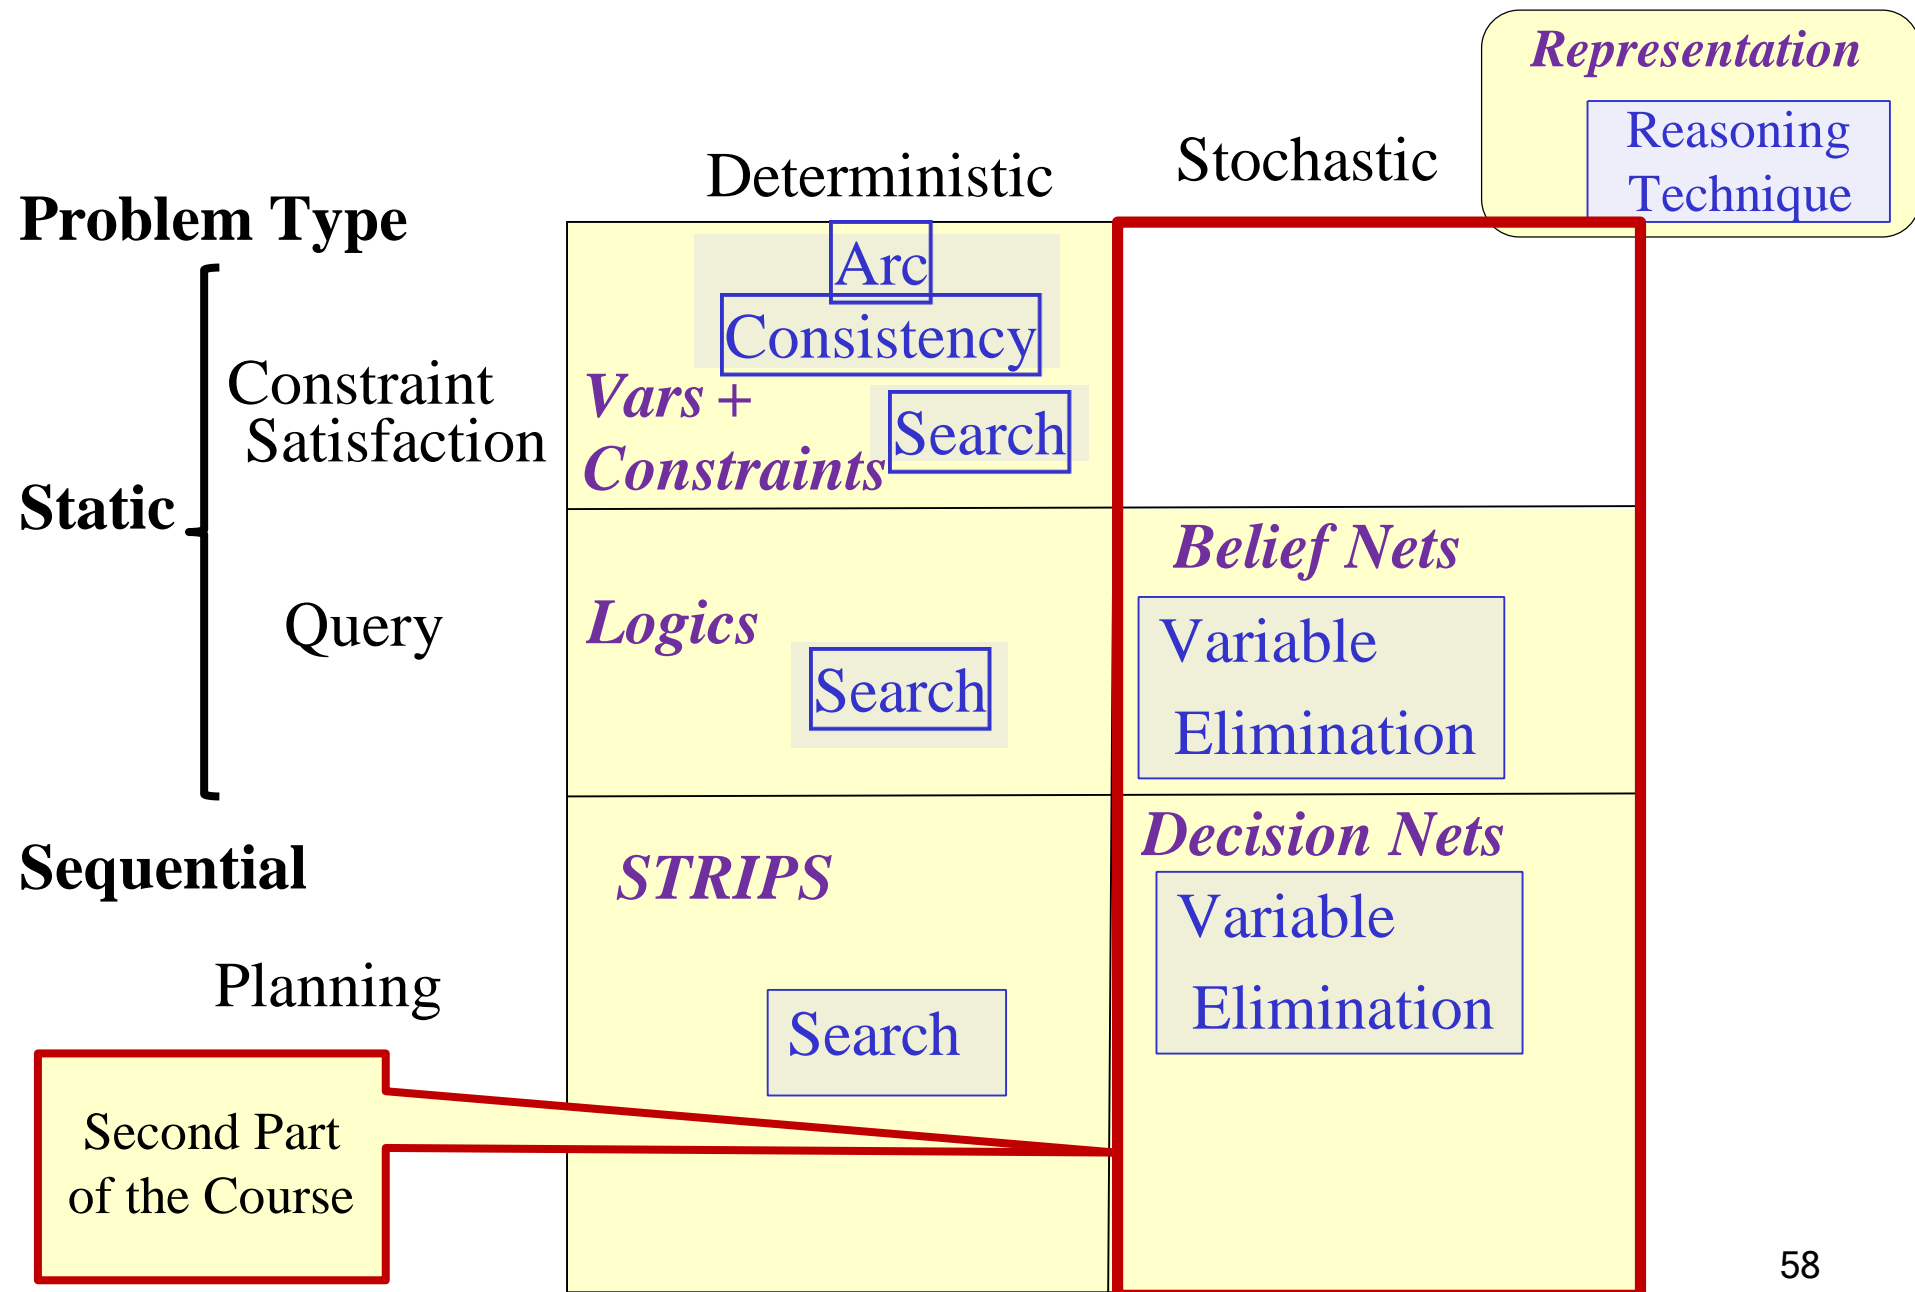 Representation
Reasoning
Technique
Deterministic
Stochastic
Problem Type
Arc
Consistency
Constraint
Satisfaction
Vars +
Constraints
Search
Static
Query
Logics
Search
Belief Nets
Variable
Elimination
Sequential
Planning
STRIPS
Search
Decision Nets
Variable
Elimination
Second Part
of the Course
58